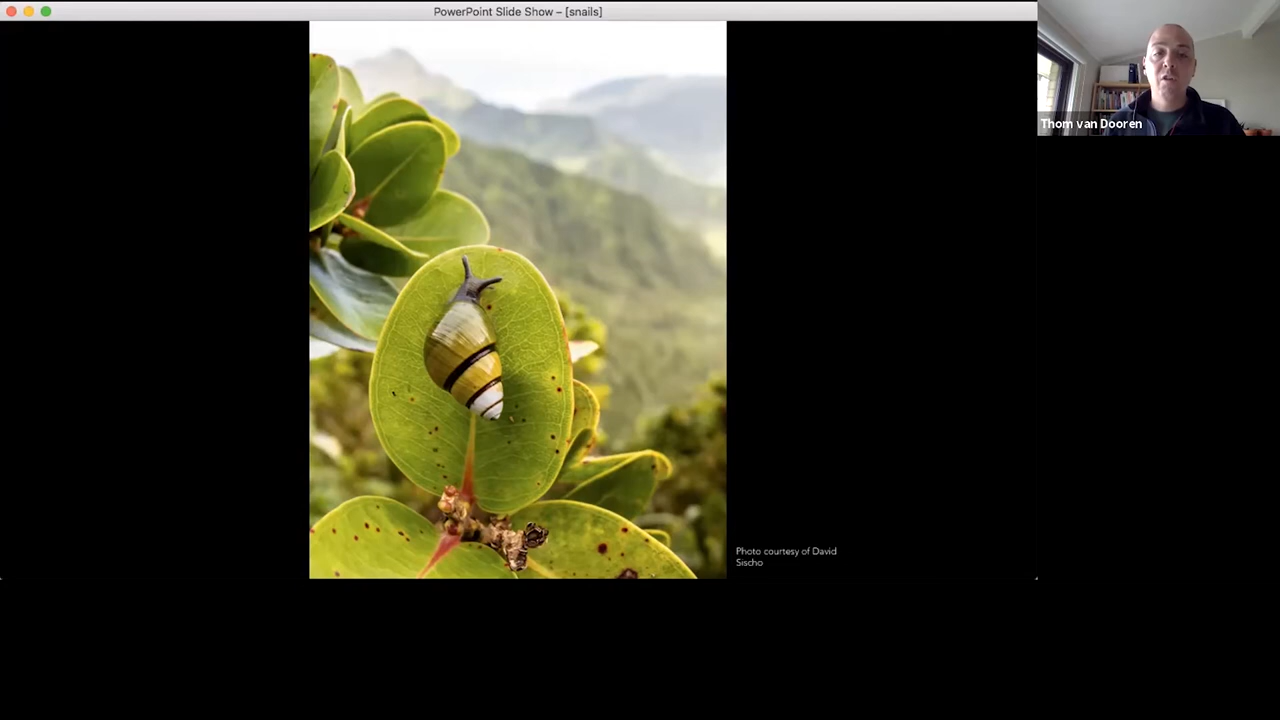 PowerPoint Slide Show – [snails]
Thom van Dooren
Photo courtesy of David
Sischo